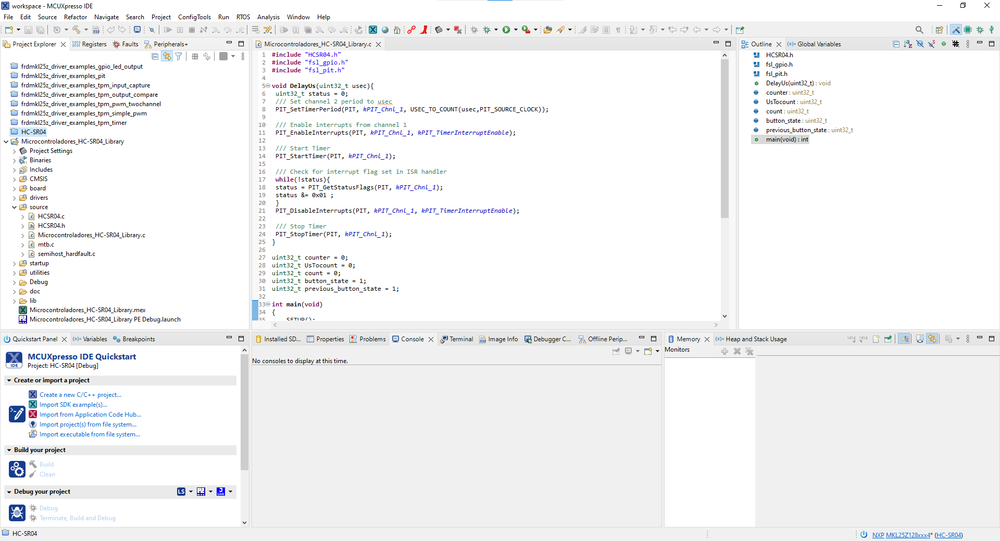 workspace - MCUXpresso IDE
File Edit Source Refactor Navigate Search Project ConfigTools Run RTOS Analysis Window Help
Project Explorer
Registers
Faults
Peripherals+
frdmkl25z_driver_examples_gpio_led_output
frdmkl25z_driver_examples_pit
frdmkl25z_driver_examples_tpm_input_capture
frdmkl25z_driver_examples_tpm_output_compare
frdmkl25z_driver_examples_tpm_pwm_twochannel
frdmkl25z_driver_examples_tpm_simple_pwm
frdmkl25z_driver_examples_tpm_timer
HC-SR04
Microcontroladores_HC-SR04_Library
Project Settings
Binaries
Includes
CMSIS
board
drivers
source
HCSR04.c
HCSR04.h
Microcontroladores_HC-SR04_Library.c
mtb.c
semihost_hardfault.c
startup
utilities
Debug
doc
lib
Microcontroladores_HC-SR04_Library.mex
Microcontroladores_HC-SR04_Library PE Debug.launch
Microcontroladores_HC-SR04_Library.c
1 #include "HCSR04.h"
2 #include "fsl_gpio.h"
3 #include "fsl_pit.h"
4
5 void DelayUs(uint32_t usec){
6 uint32_t status = 0;
7 /// Set channel 2 period to usec
8 PIT_SetTimerPeriod(PIT, kPIT_Chnl_1, USEC_TO_COUNT(usec,PIT_SOURCE_CLOCK));
9
10 /// Enable interrupts from channel 1
11 PIT_EnableInterrupts(PIT, kPIT_Chnl_1, kPIT_TimerInterruptEnable);
12
13 /// Start Timer
14 PIT_StartTimer(PIT, kPIT_Chnl_1);
15
16 /// Check for interrupt flag set in ISR handler
17 while(!status){
18 status = PIT_GetStatusFlags(PIT, kPIT_Chnl_1);
19 status &= 0x01 ;
20 }
21 PIT_DisableInterrupts(PIT, kPIT_Chnl_1, kPIT_TimerInterruptEnable);
22
23 /// Stop Timer
24 PIT_StopTimer(PIT, kPIT_Chnl_1);
25 }
26
27 uint32_t counter = 0;
28 uint32_t UsTocount = 0;
29 uint32_t count = 0;
30 uint32_t button_state = 1;
31 uint32_t previous_button_state = 1;
32
33 int main(void)
34 {
35 SETUP();
Outline
(x)= Global Variables
HCSR04.h
fsl_gpio.h
fsl_pit.h
DelayUs(uint32_t) : void
counter : uint32_t
UsTocount : uint32_t
count : uint32_t
button_state : uint32_t
previous_button_state : uint32_t
main(void) : int
Quickstart Panel
(x)= Variables
Breakpoints
IDE
MCUXpresso IDE Quickstart
Project: HC-SR04 [Debug]
Create or import a project
Create a new C/C++ project...
Import SDK example(s)...
Import from Application Code Hub...
Import project(s) from file system...
Import executable from file system...
Build your project
Build
Clean
Debug your project
LS
Debug
Terminate, Build and Debug
Installed SD...
Properties
Problems
Console
Terminal
Image Info
Debugger C...
Offline Perip...
No consoles to display at this time.
Memory
(x)= Heap and Stack Usage
Monitors
HC-SR04
NXP MKL25Z128xxx4* (HC-SR04)